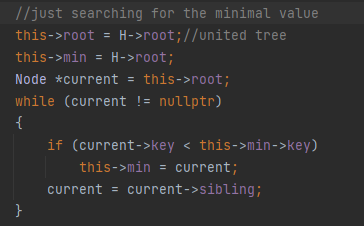 //just searching for the minimal value
this->root = H->root;//united tree
this->min = H->root;
Node *current = this->root;
while (current != nullptr)
{
    if (current->key < this->min->key)
        this->min = current;
    current = current->sibling;
}